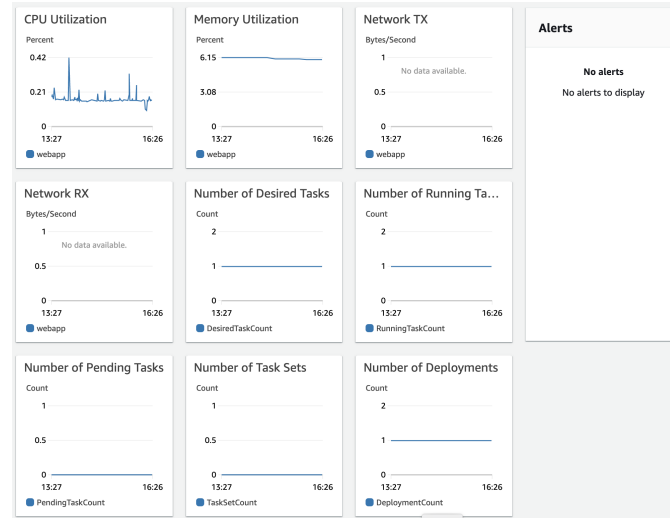 CPU Utilization
Percent
0.42
0.21
0
13:27 16:26
webapp
Memory Utilization
Percent
6.15
3.08
0
13:27 16:26
webapp
Network TX
Bytes/Second
1
No data available.
0.5
0
13:27 16:26
webapp
Alerts
No alerts
No alerts to display
Network RX
Bytes/Second
1
No data available.
0.5
0
13:27 16:26
webapp
Number of Desired Tasks
Count
2
1
0
13:27 16:26
DesiredTaskCount
Number of Running Ta...
Count
2
1
0
13:27 16:26
RunningTaskCount
Number of Pending Tasks
Count
1
0.5
0
13:27 16:26
PendingTaskCount
Number of Task Sets
Count
1
0.5
0
13:27 16:26
TaskSetCount
Number of Deployments
Count
2
1
0
13:27 16:26
DeploymentCount